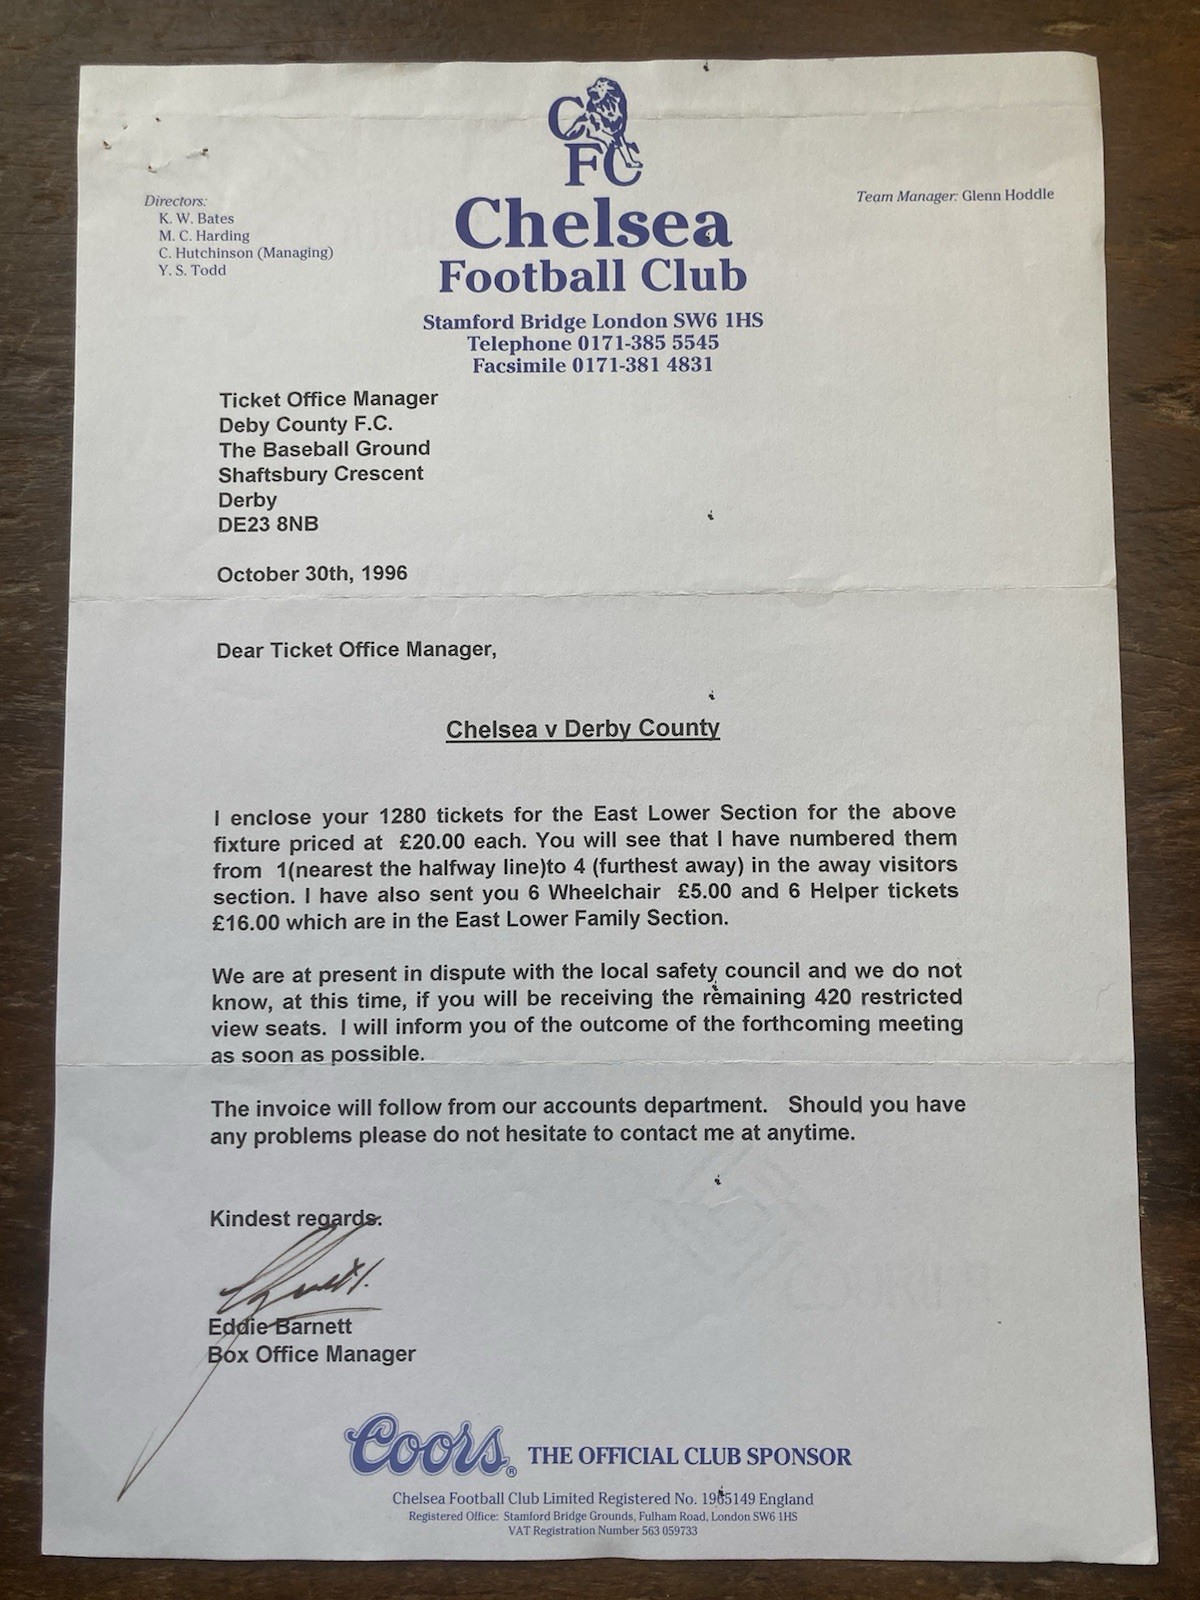 CFC
Chelsea
Football Club
Stamford Bridge London SW6 1HS
Telephone 0171-385 5545
Facsimile 0171-381 4831
Directors:
K. W. Bates
M. C. Harding
C. Hutchinson (Managing)
Y. S. Todd
Team Manager: Glenn Hoddle
Ticket Office Manager
Deby County F.C.
The Baseball Ground
Shaftsbury Crescent
Derby
DE23 8NB
October 30th, 1996
Dear Ticket Office Manager,
Chelsea v Derby County
I enclose your 1280 tickets for the East Lower Section for the above
fixture priced at £20.00 each. You will see that I have numbered them
from 1(nearest the halfway line)to 4 (furthest away) in the away visitors
section. I have also sent you 6 Wheelchair £5.00 and 6 Helper tickets
£16.00 which are in the East Lower Family Section.
We are at present in dispute with the local safety council and we do not
know, at this time, if you will be receiving the remaining 420 restricted
view seats. I will inform you of the outcome of the forthcoming meeting
as soon as possible.
The invoice will follow from our accounts department. Should you have
any problems please do not hesitate to contact me at anytime.
Kindest regards.
Eddie Barnett
Box Office Manager
Coors® THE OFFICIAL CLUB SPONSOR
Chelsea Football Club Limited Registered No. 1965149 England
Registered Office: Stamford Bridge Grounds, Fulham Road, London SW6 1HS
VAT Registration Number 563 059733